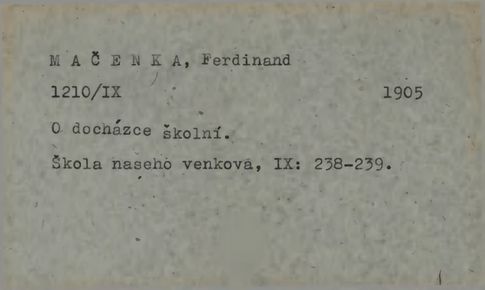 M A Č E N K A, Ferdinand
1210/IX 1905
O docházce školní.
Škola našeho venkova, IX: 238-239.